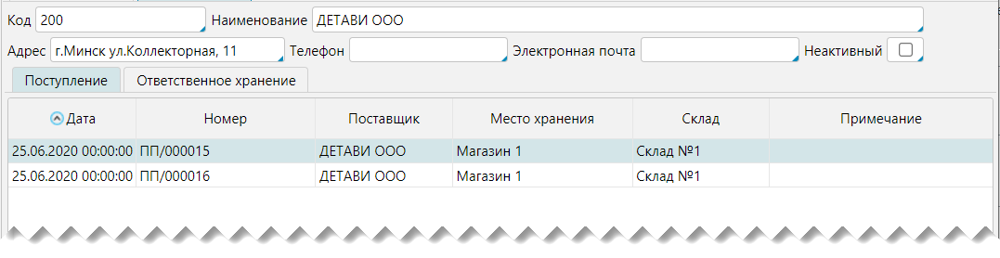 Код 200 Наименование ДЕТАВИ ООО
Адрес г.Минск ул.Коллекторная, 11 Телефон Электронная почта Неактивный
Поступление Ответственное хранение
Дата Номер Поставщик Место хранения Склад Примечание
25.06.2020 00:00:00 ПП/000015 ДЕТАВИ ООО Магазин 1 Склад №1
25.06.2020 00:00:00 ПП/000016 ДЕТАВИ ООО Магазин 1 Склад №1